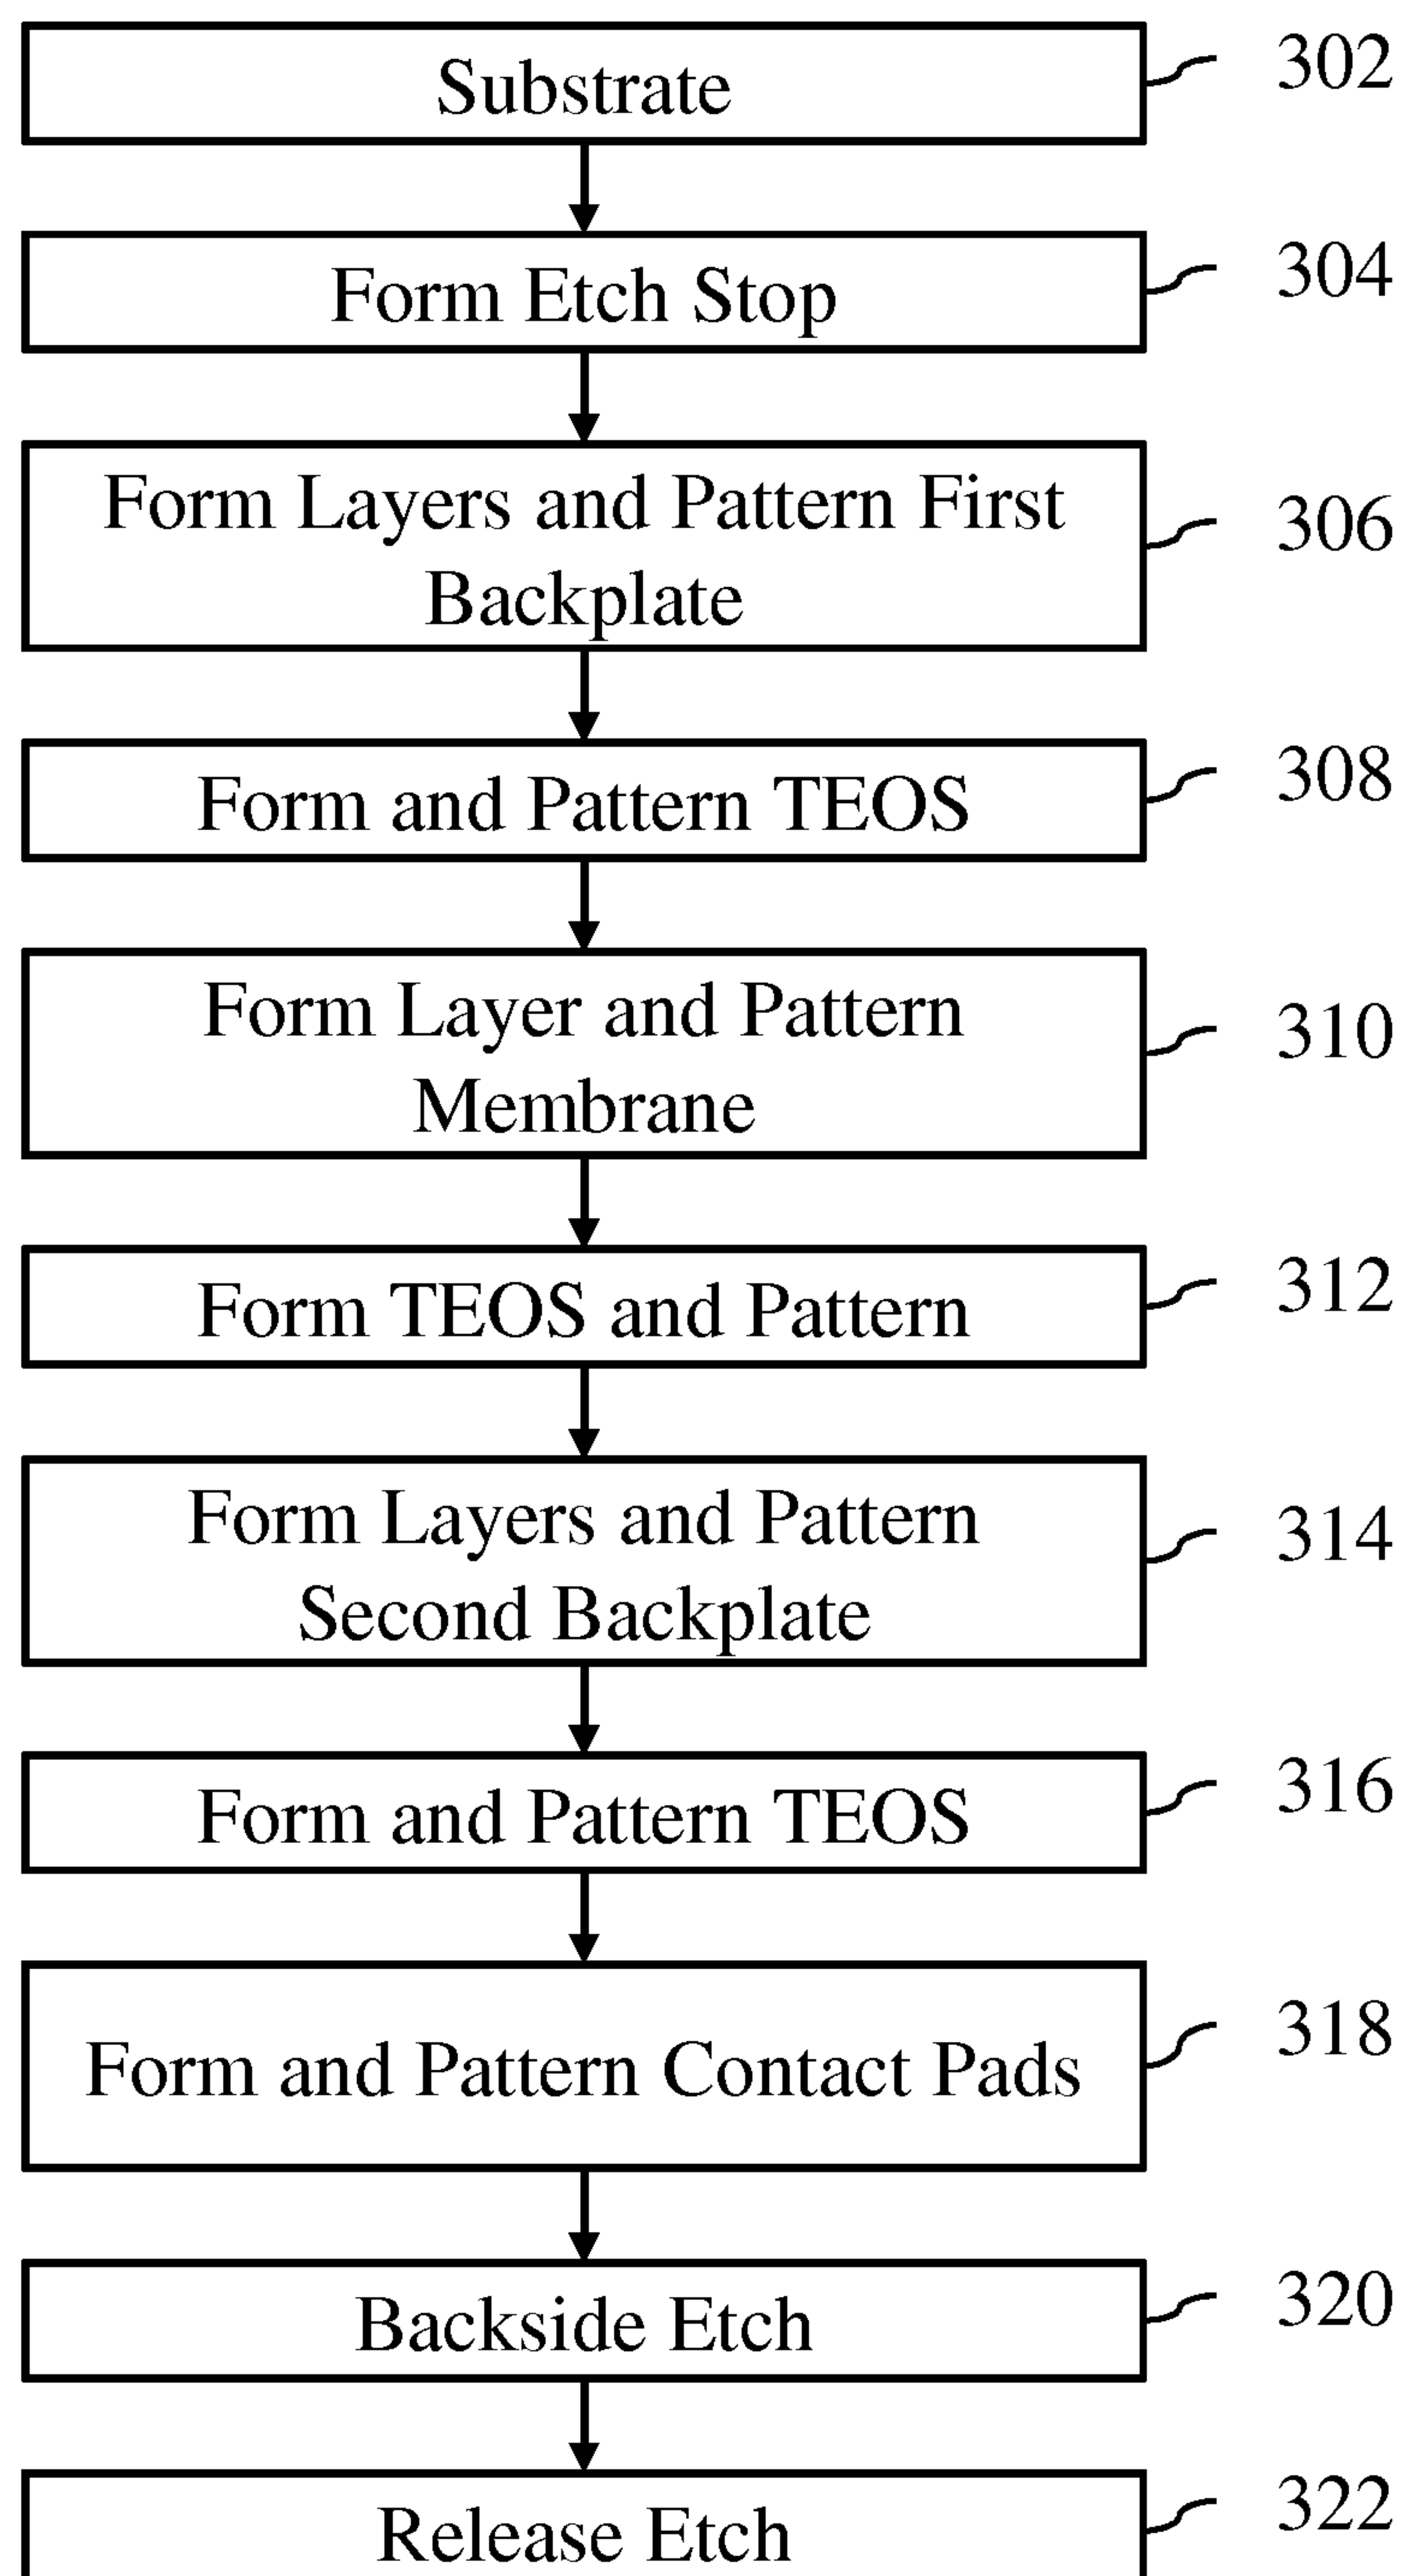 Substrate
302
Form Etch Stop
304
Form Layers and Pattern First
Backplate
306
Form and Pattern TEOS
308
Form Layer and Pattern
Membrane
310
Form TEOS and Pattern
312
Form Layers and Pattern
Second Backplate
314
Form and Pattern TEOS
316
Form and Pattern Contact Pads
318
Backside Etch
320
Release Etch
322